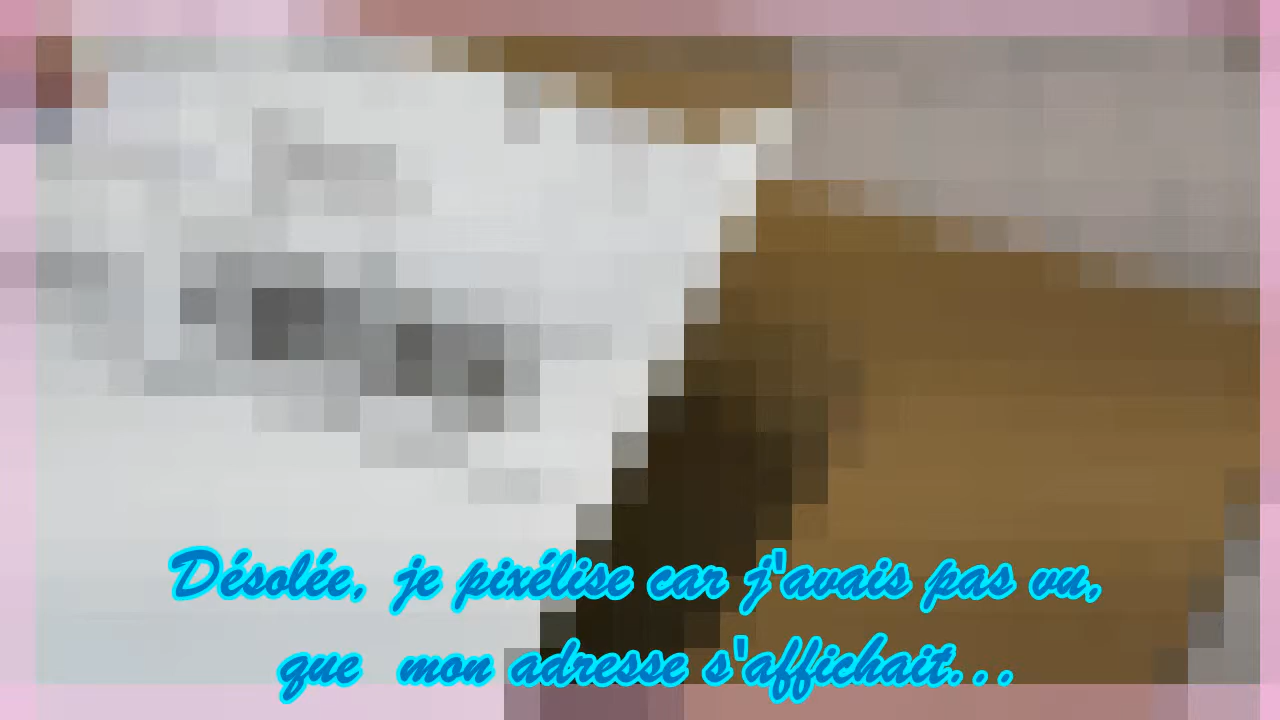 Désolée, je pixélise car j'avais pas vu,
que mon adresse s'affichait...